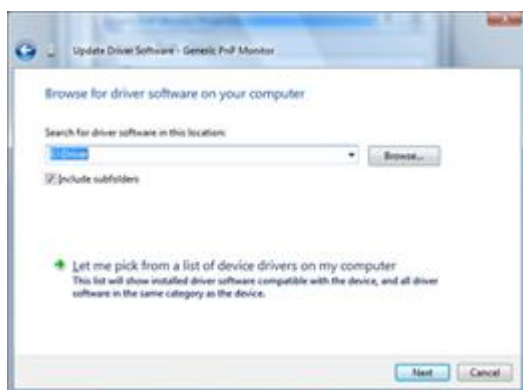 Update Driver Software - Generic PnP Monitor
Browse for driver software on your computer
Search for driver software in this location:
Browse...
Include subfolders
Let me pick from a list of device drivers on my computer
This list will show installed driver software compatible with the device, and all driver
software in the same category as the device.
Next
Cancel